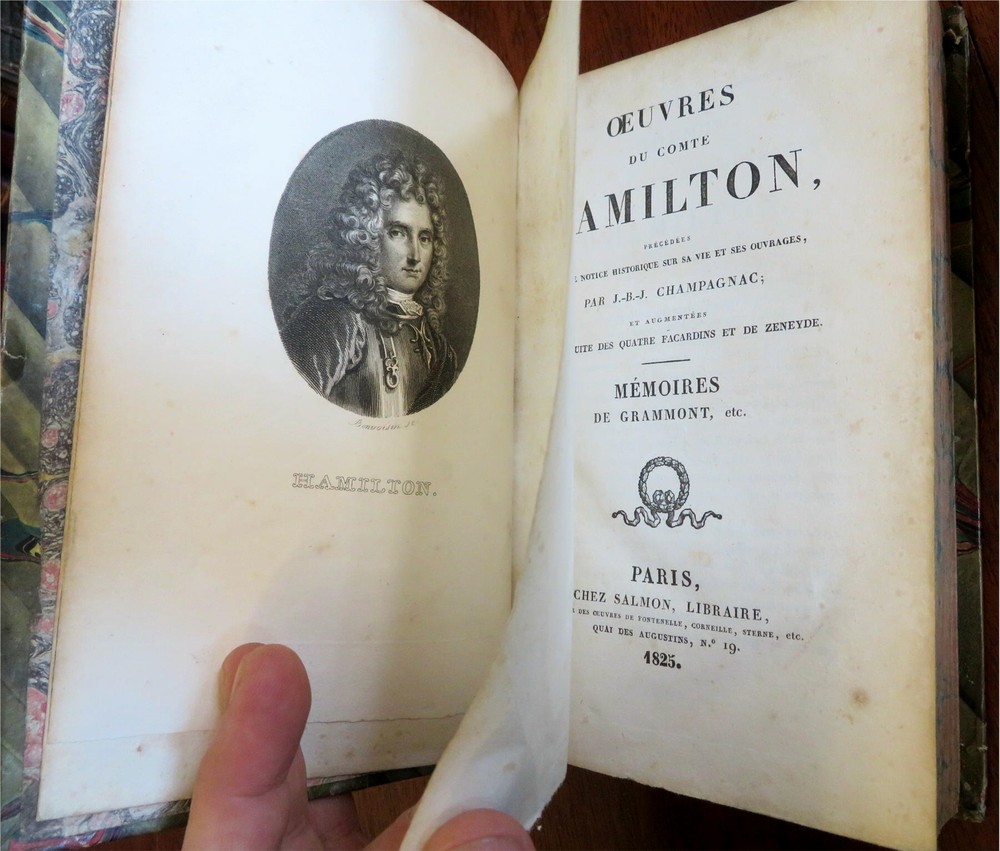 HAMILTON.
ŒUVRES
DU COMTE
AMILTON,
PRÉCÉDÉES
NOTICE HISTORIQUE SUR SA VIE ET SES OUVRAGES,
PAR J.-B.-J. CHAMPAGNAC;
ET AUGMENTÉES
UITE DES QUATRE FACARDINS ET DE ZENEYDE.
MÉMOIRES
DE GRAMMONT, etc.
PARIS,
CHEZ SALMON, LIBRAIRE,
DES ŒUVRES DE FONTENELLE, CORNEILLE, STERNE, etc.
QUAI DES AUGUSTINS, N.º 19.
1825.